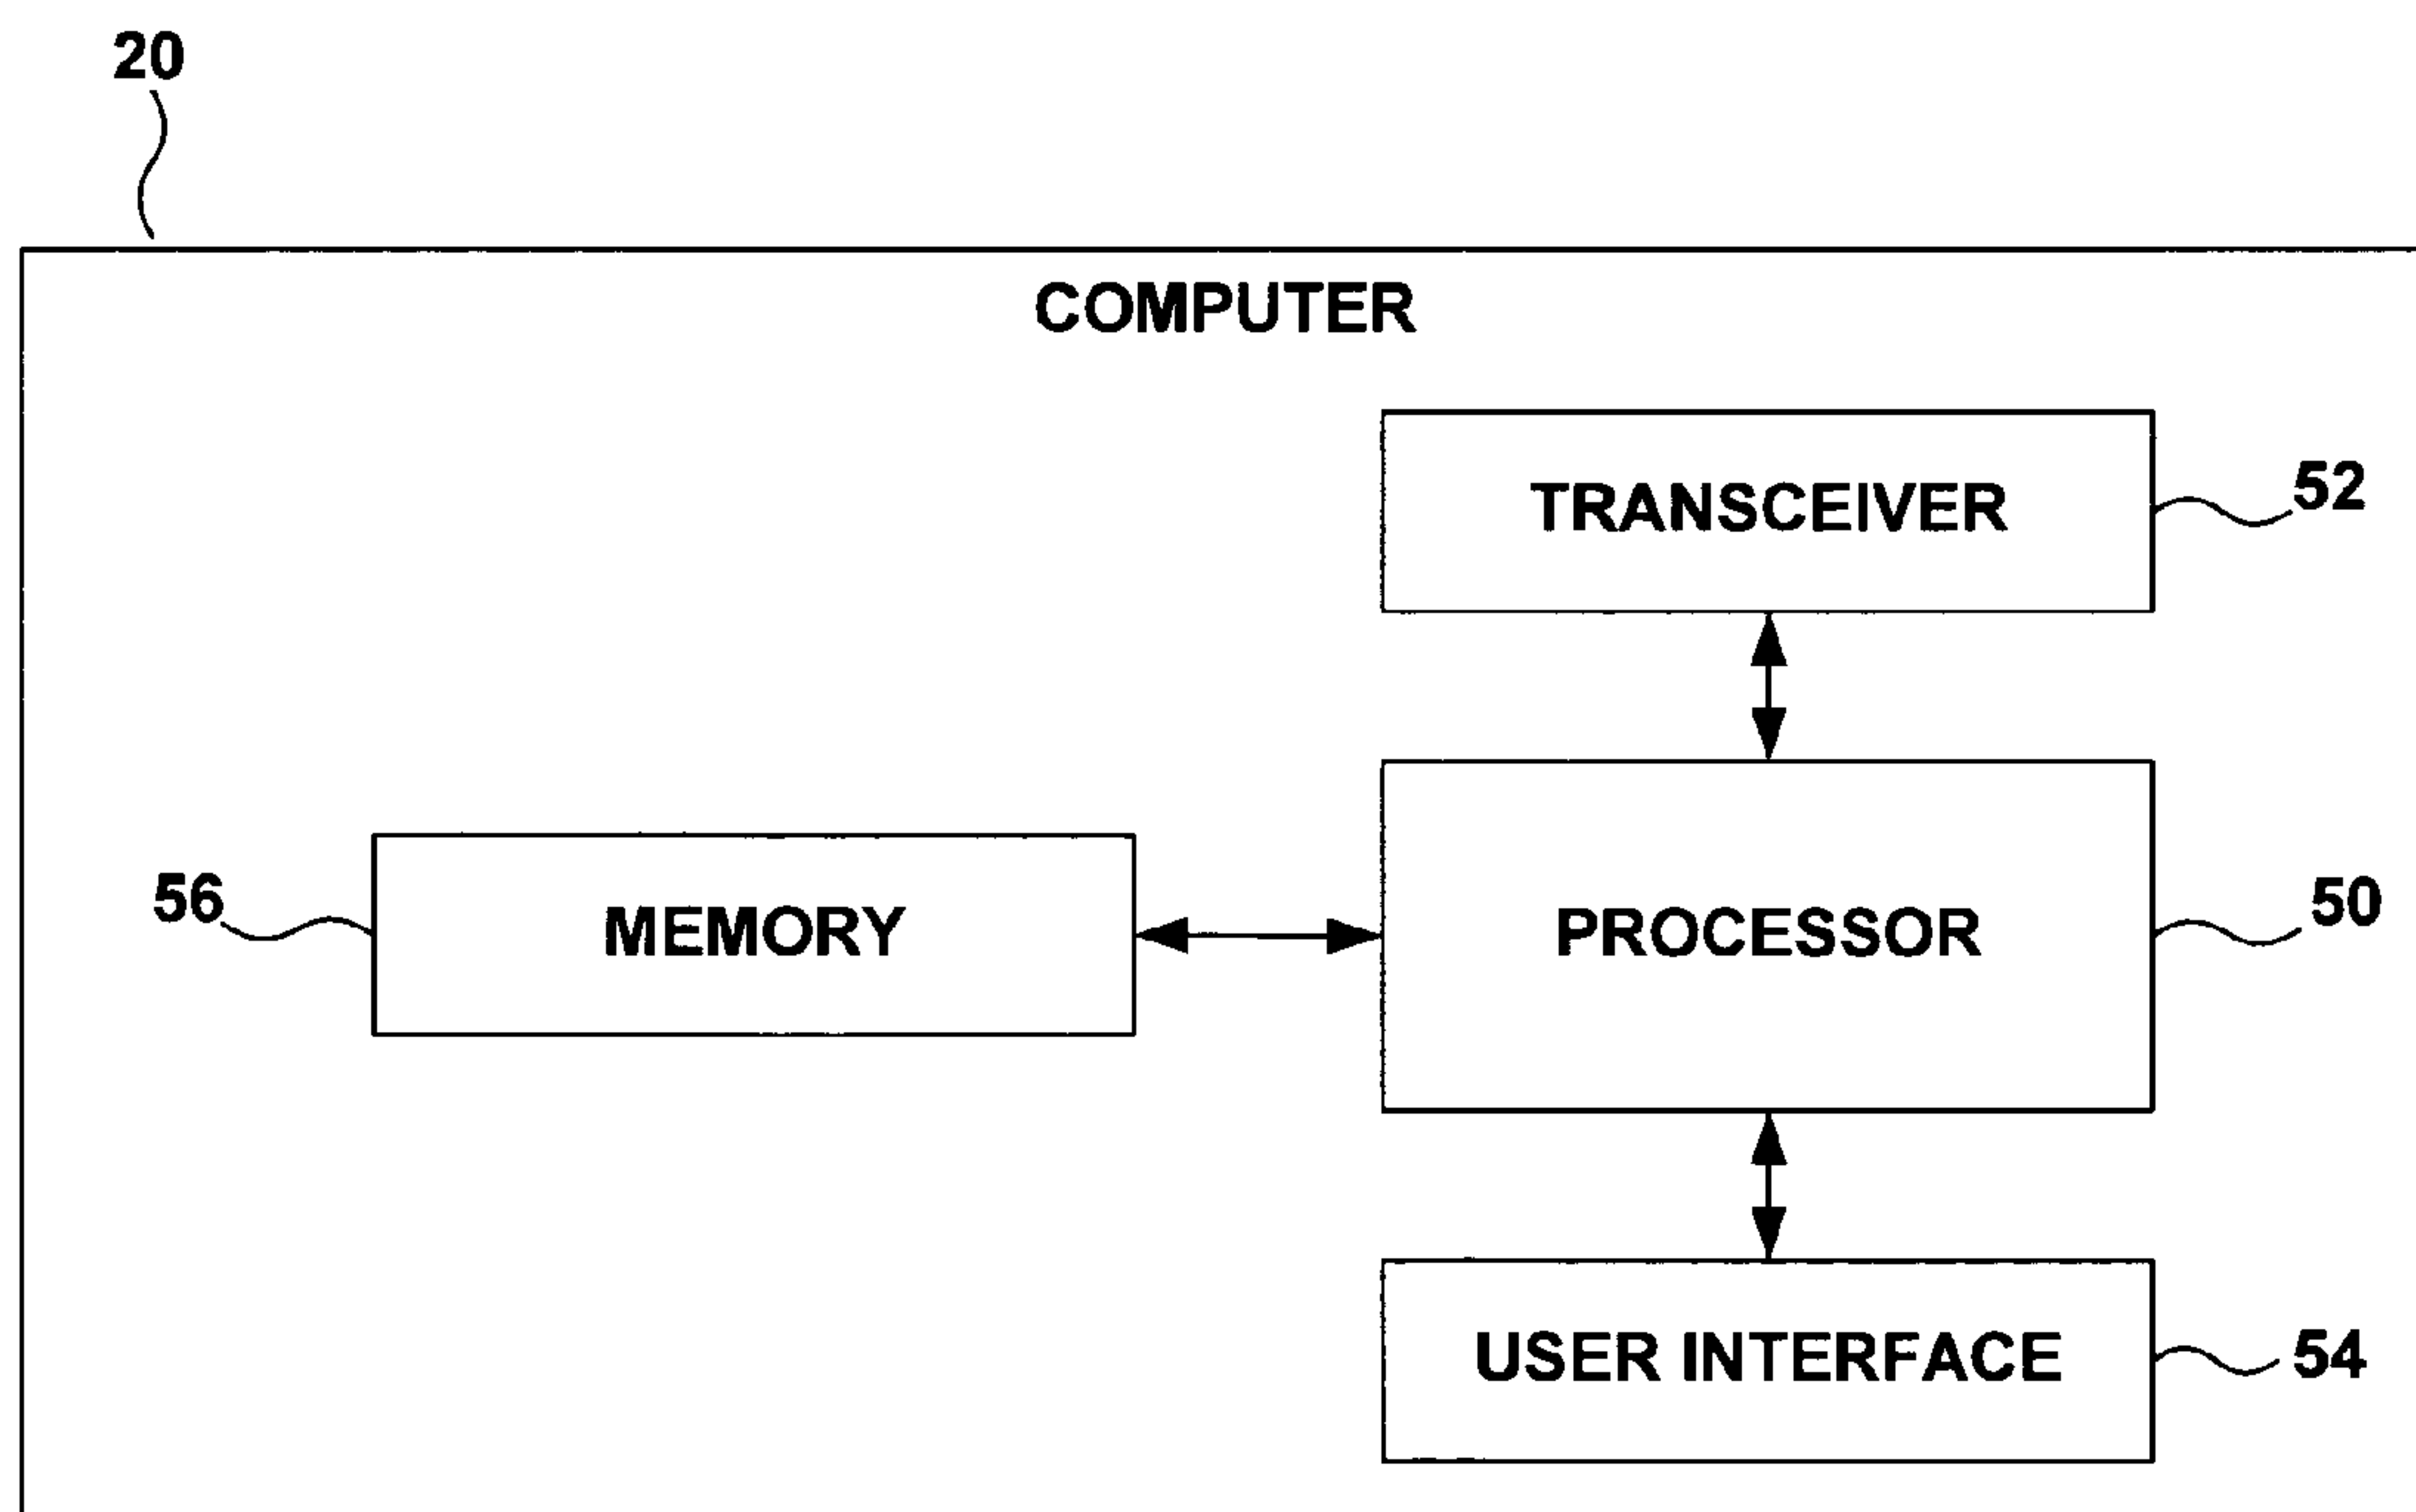 20
COMPUTER
TRANSCEIVER
52
56
MEMORY
PROCESSOR
50
USER INTERFACE
54